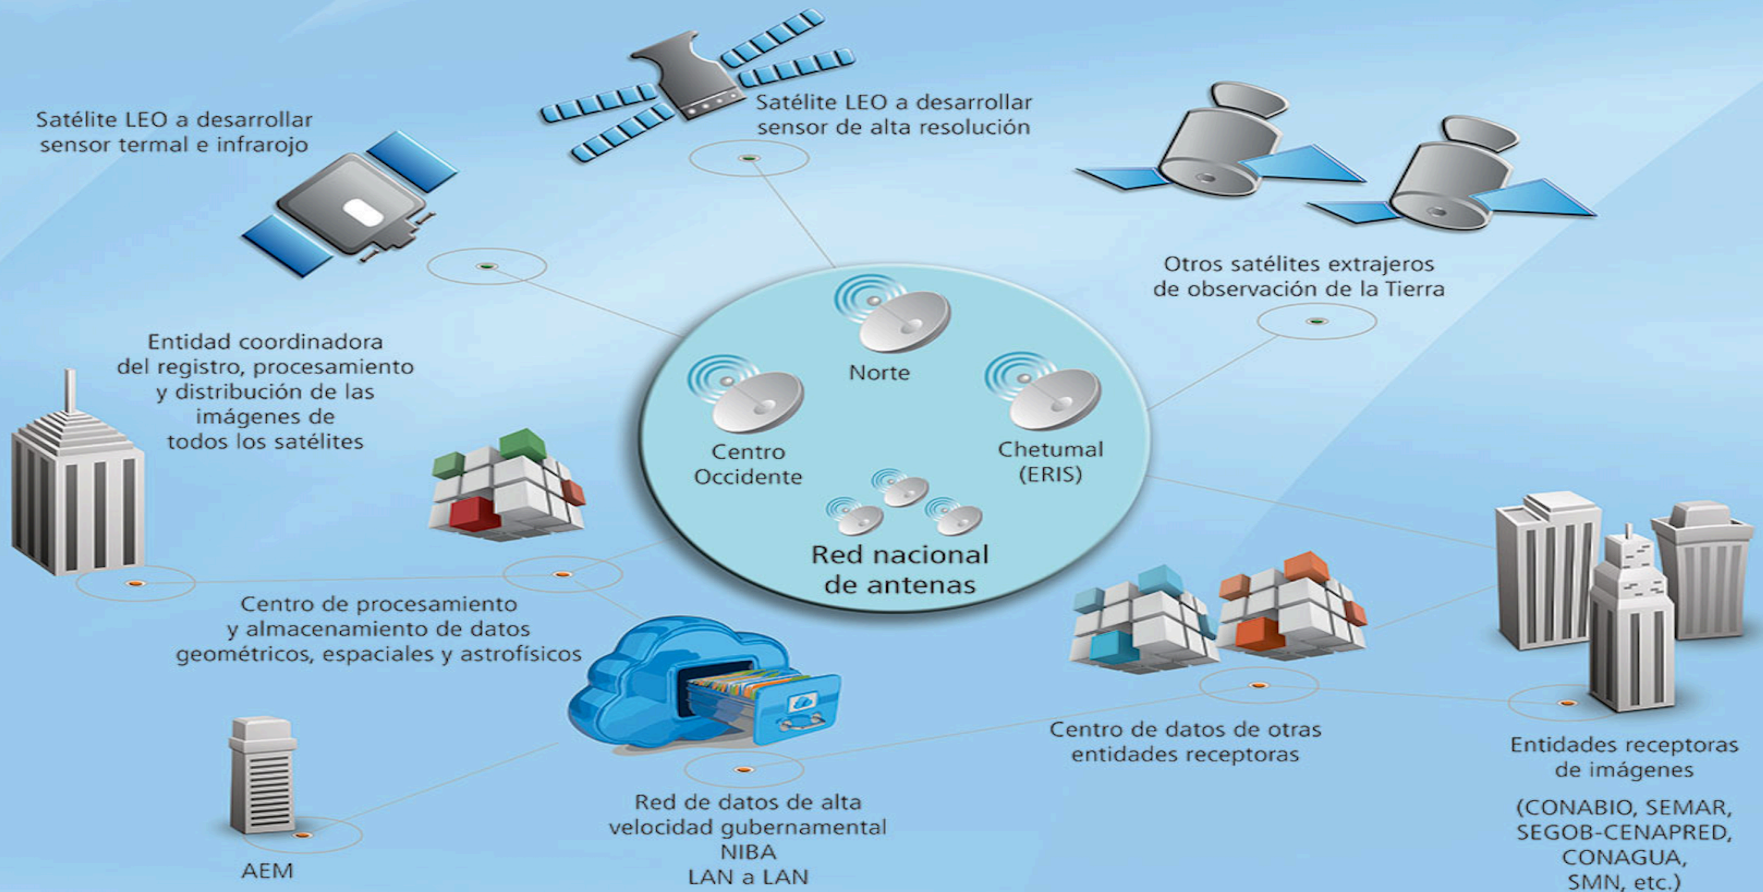 Satélite LEO a desarrollar
sensor termal e infrarojo
Satélite LEO a desarrollar
sensor de alta resolución
Otros satélites extrajeros
de observación de la Tierra
Entidad coordinadora
del registro, procesamiento
y distribución de las
imágenes de
todos los satélites
Norte
Centro
Occidente
Chetumal
(ERIS)
Red nacional
de antenas
Centro de procesamiento
y almacenamiento de datos
geométricos, espaciales y astrofísicos
AEM
Red de datos de alta
velocidad gubernamental
NIBA
LAN a LAN
Centro de datos de otras
entidades receptoras
Entidades receptoras
de imágenes
(CONABIO, SEMAR,
SEGOB-CENAPRED,
CONAGUA,
SMN, etc.)